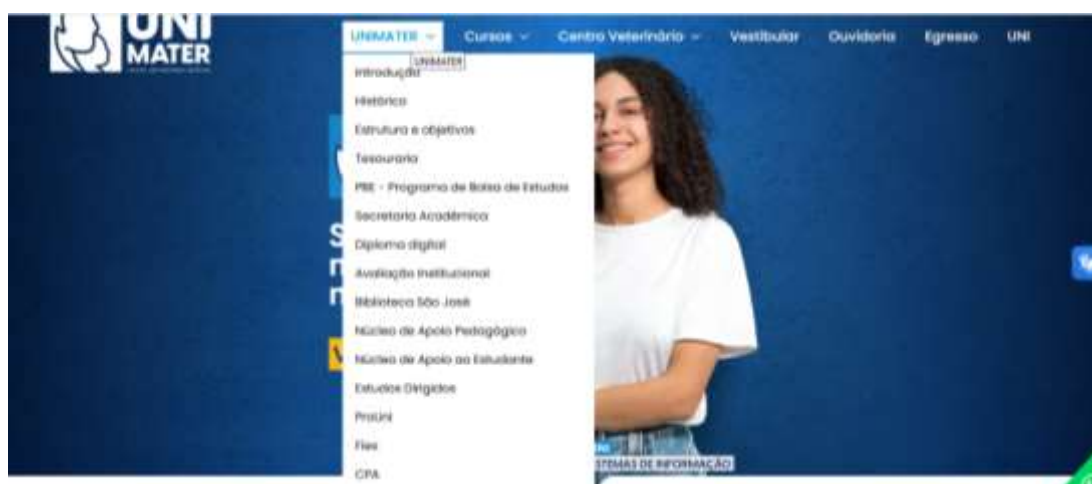 UNI
MATER
UNIMATER Cursos Centro Veterinário Vestibular Ouvidoria Egresso UNI
UNIMATER
Introdução
Histórico
Estrutura e objetivos
Tesouraria
PBE - Programa de Bolsa de Estudos
Secretaria Acadêmica
Diploma digital
Avaliação Institucional
Biblioteca São José
Núcleo de Apoio Pedagógico
Núcleo de Apoio ao Estudante
Estudos Dirigidos
ProUni
Fies
CPA
STEMAS DE INFORMAÇÃO